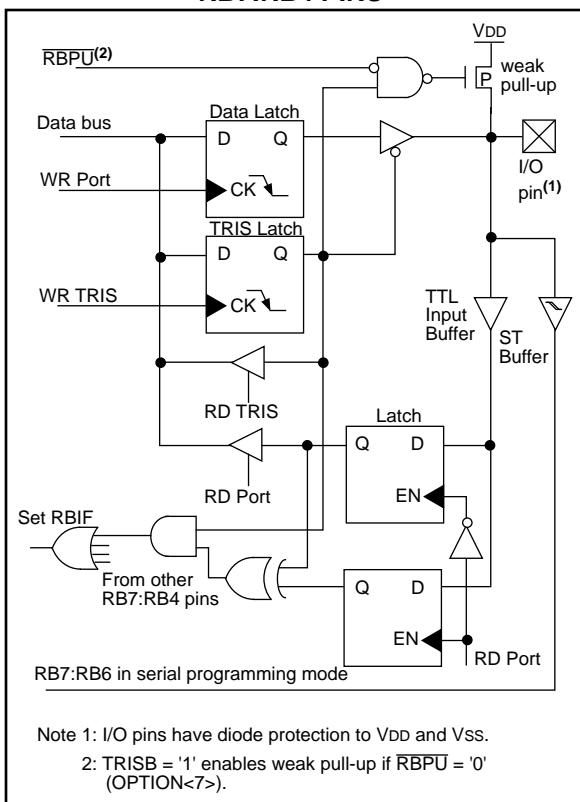 RBPU(2)
VDD
weak
pull-up
P
Data bus
Data Latch
D Q
WR Port
CK
I/O
pin(1)
TRIS Latch
D Q
WR TRIS
CK
TTL
Input
Buffer
ST
Buffer
RD TRIS
Latch
Q D
RD Port
EN
Set RBIF
From other
RB7:RB4 pins
Q D
EN
RD Port
RB7:RB6 in serial programming mode
Note 1: I/O pins have diode protection to VDD and VSS.
2: TRISB = '1' enables weak pull-up if RBPU = '0'
(OPTION<7>).